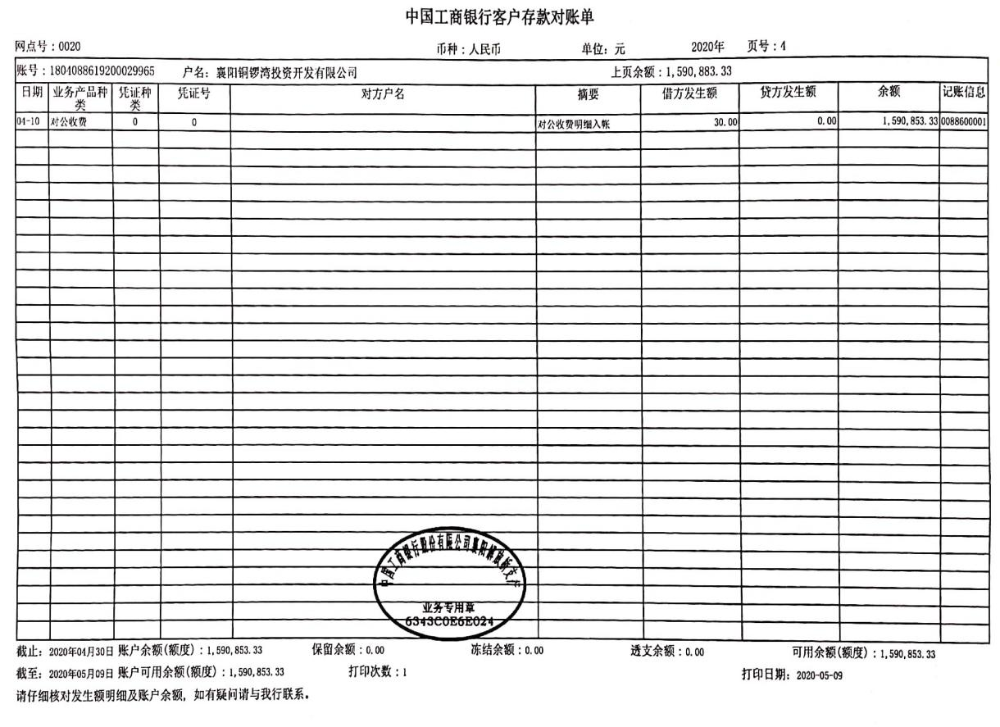 中国工商银行客户存款对账单
网点号：0020 币种：人民币 单位：元 2020年 页号：4
账号：1804088619200029965 户名：襄阳铜锣湾投资开发有限公司 上页余额：1,590,883.33
日期 业务产品种类 凭证种类 凭证号 对方户名 摘要 借方发生额 贷方发生额 余额 记账信息
04-10 对公收费 0 0 对公收费明细入帐 30.00 0.00 1,590,853.33 0088600001
中国工商银行股份有限公司襄阳解放桥支行
业务专用章
6343C0E6E024
截止：2020年04月30日 账户余额(额度)：1,590,853.33 保留余额：0.00 冻结余额：0.00 透支余额：0.00 可用余额(额度)：1,590,853.33
截至：2020年05月09日 账户可用余额(额度)：1,590,853.33 打印次数：1 打印日期：2020-05-09
请仔细核对发生额明细及账户余额，如有疑问请与我行联系。